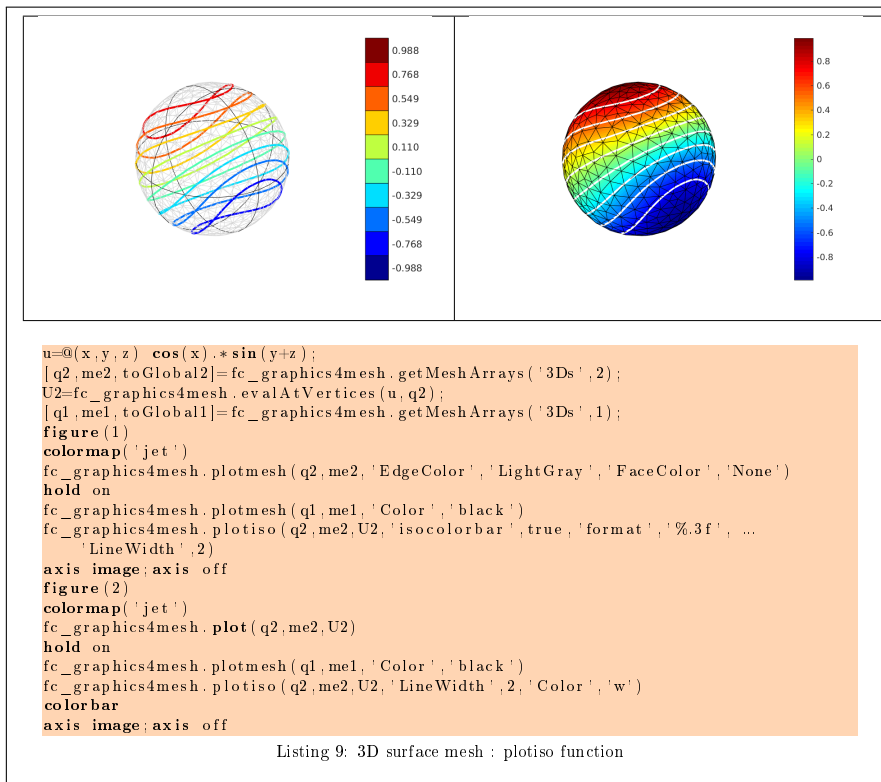 0.988
0.768
0.549
0.329
0.110
-0.110
-0.329
-0.549
-0.768
-0.988
0.8
0.6
0.4
0.2
0
-0.2
-0.4
-0.6
-0.8
u=@(x,y,z) cos(x).*sin(y+z);
[q2,me2,toGlobal2]=fc_graphics4mesh.getMeshArrays('3Ds',2);
U2=fc_graphics4mesh.evalAtVertices(u,q2);
[q1,me1,toGlobal1]=fc_graphics4mesh.getMeshArrays('3Ds',1);
figure(1)
colormap('jet')
fc_graphics4mesh.plotmesh(q2,me2,'EdgeColor','LightGray','FaceColor','None')
hold on
fc_graphics4mesh.plotmesh(q1,me1,'Color','black')
fc_graphics4mesh.plotiso(q2,me2,U2,'isocolorbar',true,'format','%.3f', ...
'LineWidth',2)
axis image;axis off
figure(2)
colormap('jet')
fc_graphics4mesh.plot(q2,me2,U2)
hold on
fc_graphics4mesh.plotmesh(q1,me1,'Color','black')
fc_graphics4mesh.plotiso(q2,me2,U2,'LineWidth',2,'Color','w')
colorbar
axis image;axis off
Listing 9: 3D surface mesh : plotiso function